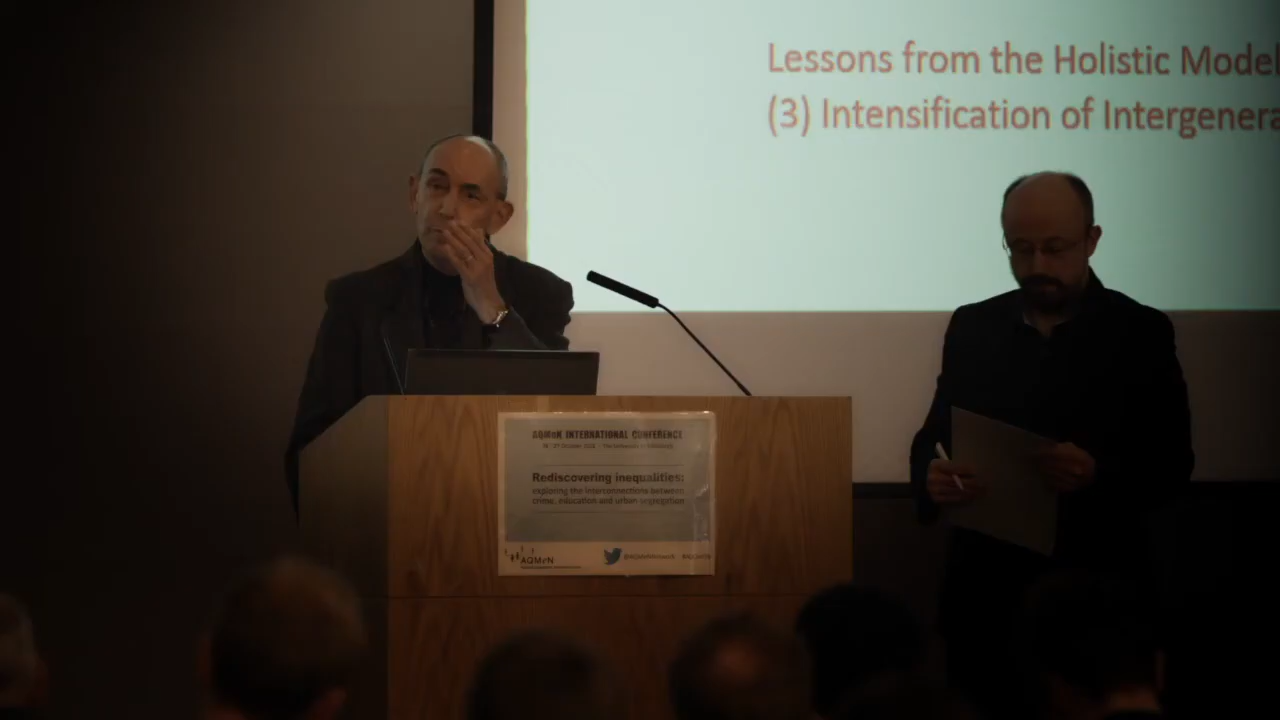 Lessons from the Holistic Model
(3) Intensification of Intergenera
AQMeN INTERNATIONAL CONFERENCE
Rediscovering inequalities:
exploring the interconnections between
crime, education and urban segregation
AQMeN
@AQMeNNetwork